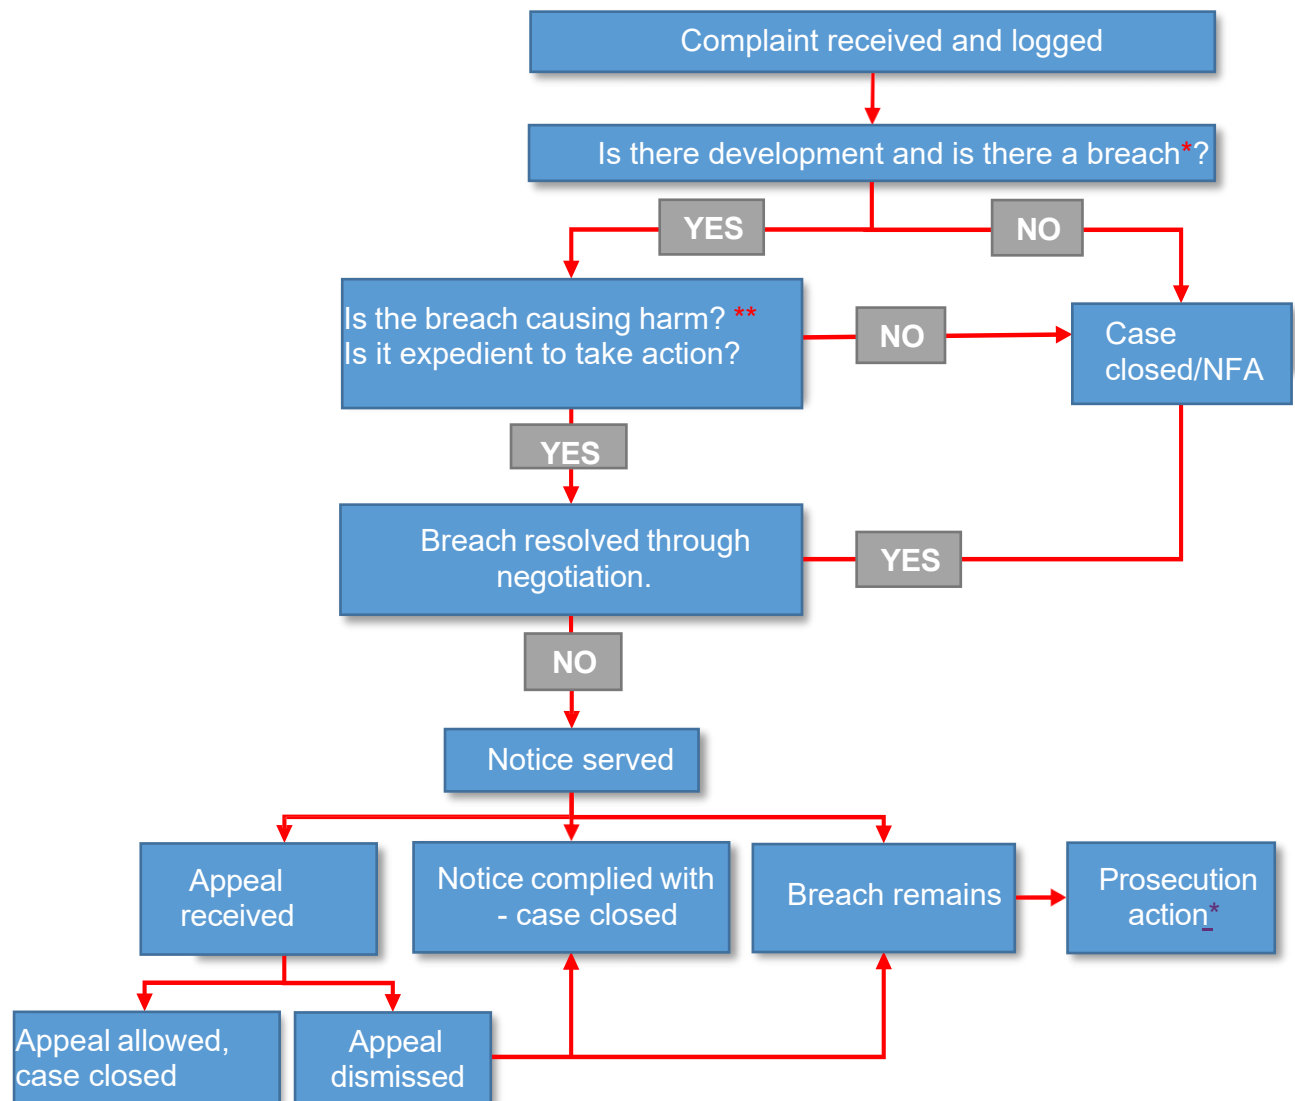 Complaint received and logged
Is there development and is there a breach*?
YES
NO
Is the breach causing harm? **
Is it expedient to take action?
NO
Case
closed/NFA
YES
Breach resolved through
negotiation.
YES
NO
Notice served
Appeal
received
Notice complied with
- case closed
Breach remains
Prosecution
action*
Appeal allowed,
case closed
Appeal
dismissed